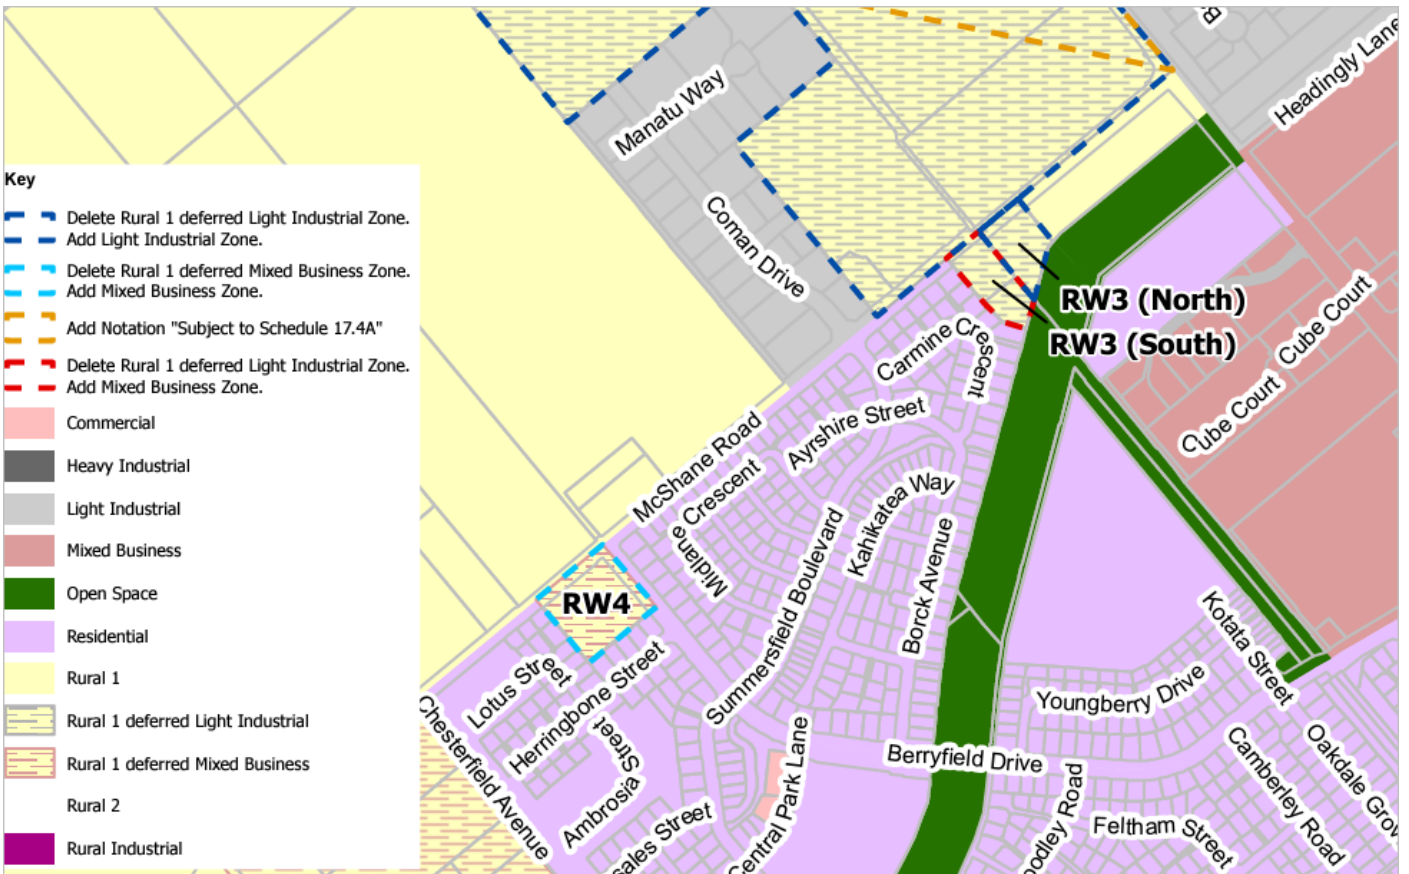 Key
Delete Rural 1 deferred Light Industrial Zone.
Add Light Industrial Zone.
Delete Rural 1 deferred Mixed Business Zone.
Add Mixed Business Zone.
Add Notation "Subject to Schedule 17.4A"
Delete Rural 1 deferred Light Industrial Zone.
Add Mixed Business Zone.
Commercial
Heavy Industrial
Light Industrial
Mixed Business
Open Space
Residential
Rural 1
Rural 1 deferred Light Industrial
Rural 1 deferred Mixed Business
Rural 2
Rural Industrial
Manatu Way
Coman Drive
Headingly Lane
RW3 (North)
RW3 (South)
Cube Court
Cube Court
Carmine Crescent
Ayrshire Street
McShane Road
Midlane Crescent
Kahikatea Way
Summersfield Boulevard
Borck Avenue
RW4
Lotus Street
Herringbone Street
Chesterfield Avenue
Ambrosia Street
sales Street
Central Park Lane
Berryfield Drive
Youngberry Drive
Kotata Street
Camberley Road
Oakdale Grov
Feltham Street
oodley Road